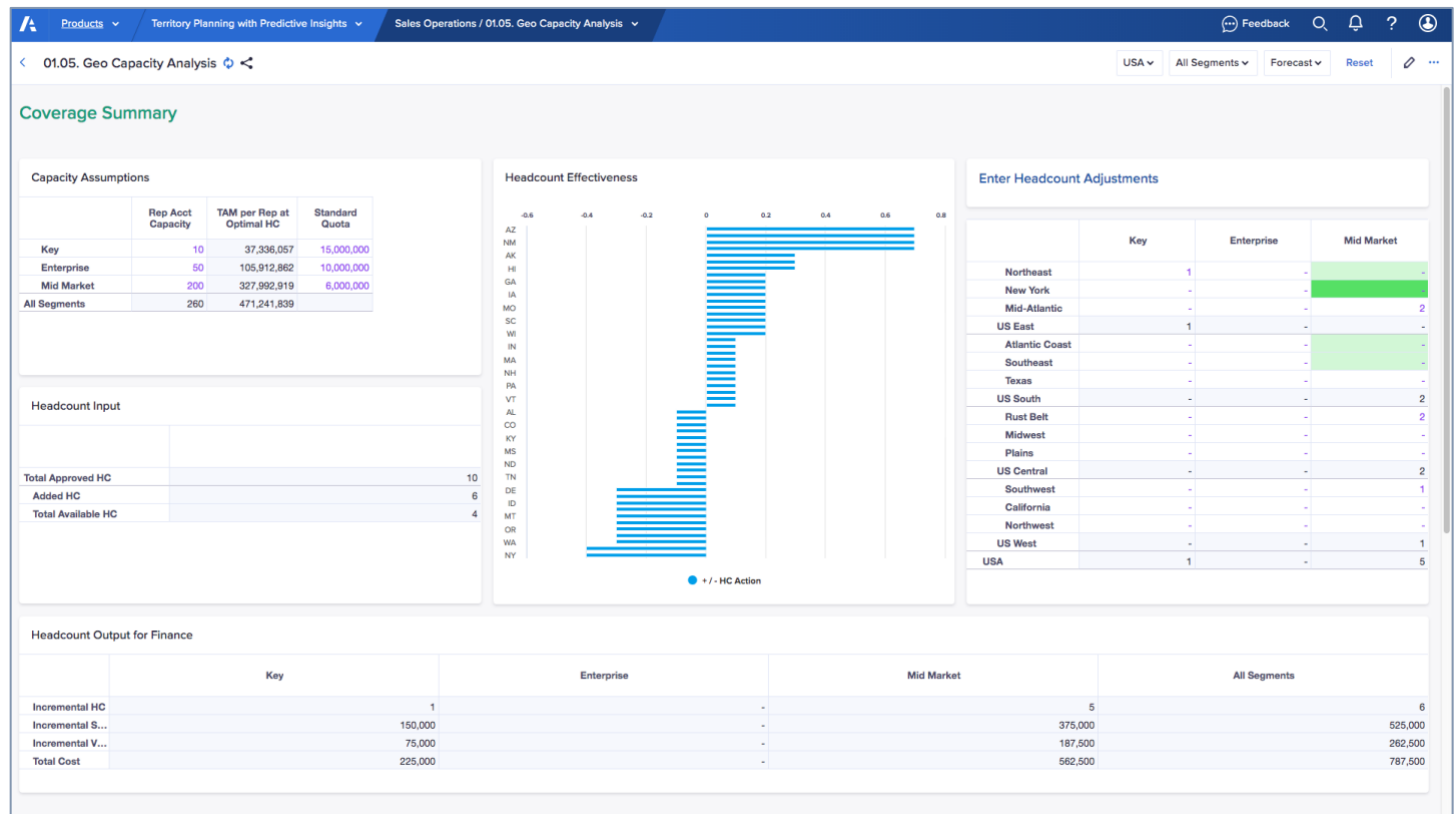 Products
Territory Planning with Predictive Insights
Sales Operations / 01.05. Geo Capacity Analysis
Feedback
01.05. Geo Capacity Analysis
USA
All Segments
Forecast
Reset
Coverage Summary
Capacity Assumptions
Rep Acct Capacity TAM per Rep at Optimal HC Standard Quota
Key 10 37,336,057 15,000,000
Enterprise 50 105,912,862 10,000,000
Mid Market 200 327,992,919 6,000,000
All Segments 260 471,241,839
Headcount Input
Total Approved HC 10
Added HC 6
Total Available HC 4
Headcount Effectiveness
-0.6 -0.4 -0.2 0 0.2 0.4 0.6 0.8
AZ
NM
AK
HI
GA
IA
MO
SC
WI
IN
MA
NH
PA
VT
AL
CO
KY
MS
ND
TN
DE
ID
MT
OR
WA
NY
+ / - HC Action
Enter Headcount Adjustments
Key Enterprise Mid Market
Northeast 1 - -
New York - - -
Mid-Atlantic - - 2
US East 1 - -
Atlantic Coast - - -
Southeast - - -
Texas - - -
US South - - 2
Rust Belt - - 2
Midwest - - -
Plains - - -
US Central - - 2
Southwest - - 1
California - - -
Northwest - - -
US West - - 1
USA 1 - 5
Headcount Output for Finance
Key Enterprise Mid Market All Segments
Incremental HC 1 - 5 6
Incremental S... 150,000 - 375,000 525,000
Incremental V... 75,000 - 187,500 262,500
Total Cost 225,000 - 562,500 787,500